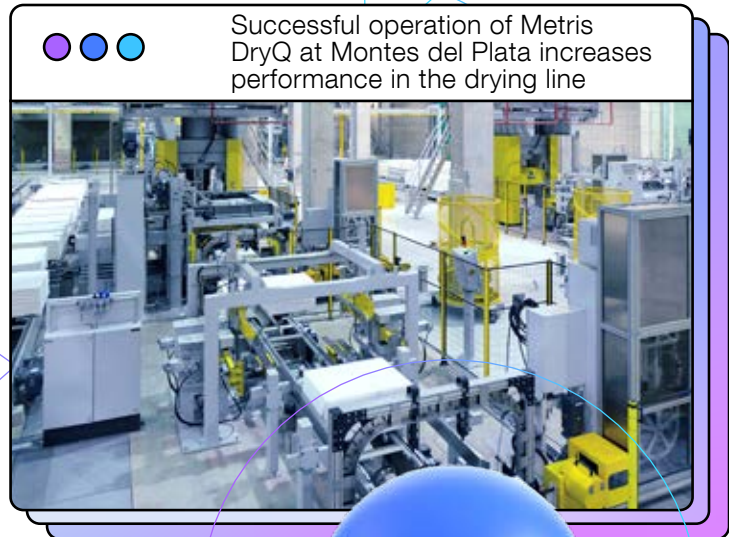 Successful operation of Metris
DryQ at Montes del Plata increases
performance in the drying line